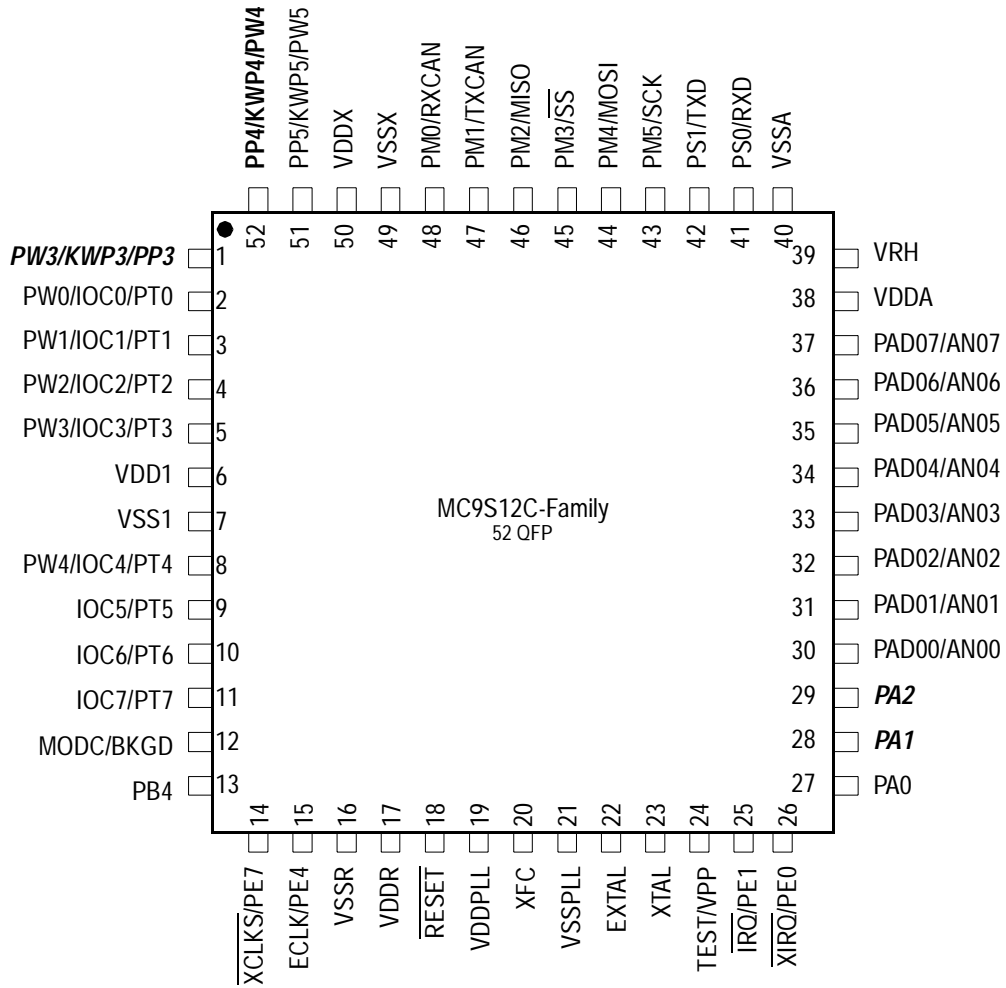 PP4/KWP4/PW4
PP5/KWP5/PW5
VDDX
VSSX
PM0/RXCAN
PM1/TXCAN
PM2/MISO
PM3/SS
PM4/MOSI
PM5/SCK
PS1/TXD
PS0/RXD
VSSA
52
51
50
49
48
47
46
45
44
43
42
41
40
PW3/KWP3/PP3 1
PW0/IOC0/PT0 2
PW1/IOC1/PT1 3
PW2/IOC2/PT2 4
PW3/IOC3/PT3 5
VDD1 6
VSS1 7
PW4/IOC4/PT4 8
IOC5/PT5 9
IOC6/PT6 10
IOC7/PT7 11
MODC/BKGD 12
PB4 13
MC9S12C-Family
52 QFP
39 VRH
38 VDDA
37 PAD07/AN07
36 PAD06/AN06
35 PAD05/AN05
34 PAD04/AN04
33 PAD03/AN03
32 PAD02/AN02
31 PAD01/AN01
30 PAD00/AN00
29 PA2
28 PA1
27 PA0
14
15
16
17
18
19
20
21
22
23
24
25
26
XCLKS/PE7
ECLK/PE4
VSSR
VDDR
RESET
VDDPLL
XFC
VSSPLL
EXTAL
XTAL
TEST/VPP
IRQ/PE1
XIRQ/PE0